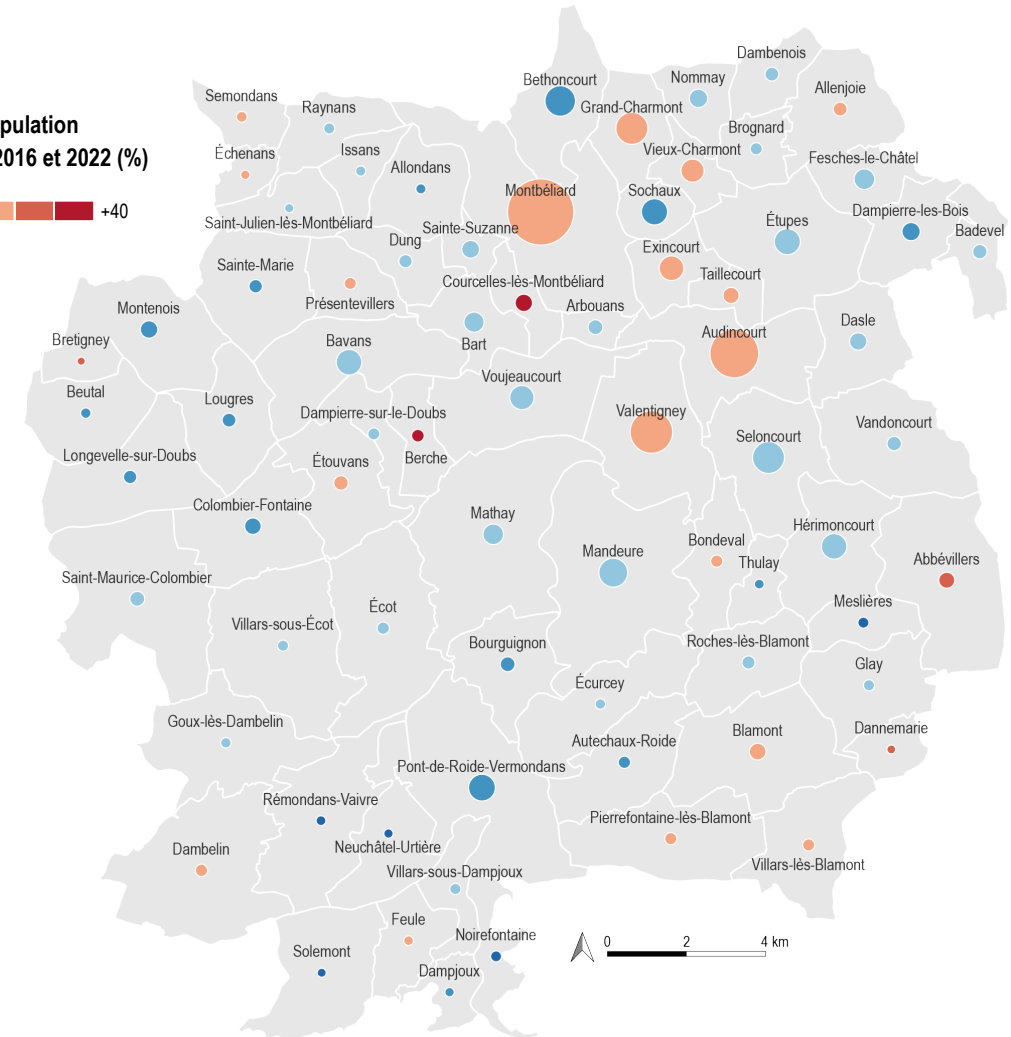 pulation
2016 et 2022 (%)
+40
Dambenois
Bethoncourt
Nommay
Allenjoie
Semondans
Raynans
Grand-Charmont
Brognard
Échenans
Issans
Vieux-Charmont
Fesches-le-Châtel
Allondans
Montbéliard
Sochaux
Dampierre-les-Bois
Saint-Julien-lès-Montbéliard
Sainte-Suzanne
Étupes
Badevel
Dung
Exincourt
Sainte-Marie
Taillecourt
Courcelles-lès-Montbéliard
Présentevillers
Arbouans
Montenois
Dasle
Bretigney
Bavans
Bart
Audincourt
Beutal
Voujeaucourt
Lougres
Dampierre-sur-le-Doubs
Valentigney
Vandoncourt
Seloncourt
Longevelle-sur-Doubs
Étouvans
Berche
Colombier-Fontaine
Mathay
Hérimoncourt
Bondeval
Mandeure
Thulay
Abbévillers
Saint-Maurice-Colombier
Meslières
Écot
Villars-sous-Écot
Bourguignon
Roches-lès-Blamont
Glay
Écurcey
Goux-lès-Dambelin
Autechaux-Roide
Blamont
Dannemarie
Pont-de-Roide-Vermondans
Rémondans-Vaivre
Pierrefontaine-lès-Blamont
Neuchâtel-Urtière
Dambelin
Villars-lès-Blamont
Villars-sous-Dampjoux
Feule
Noirefontaine
0 2 4 km
Solemont
Dampjoux